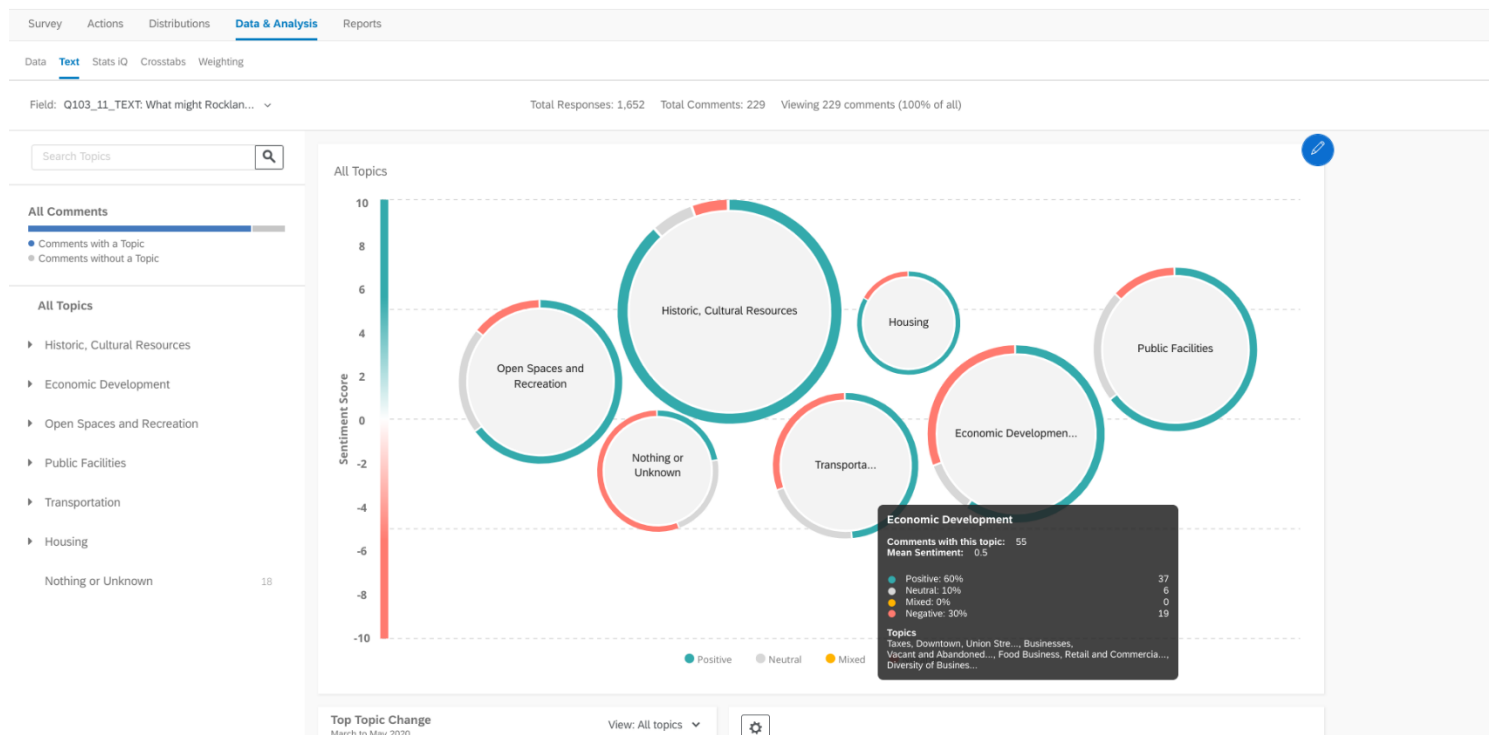 Survey Actions Distributions Data & Analysis Reports
Data Text Stats iQ Crosstabs Weighting
Field: Q103_11_TEXT: What might Rocklan... Total Responses: 1,652 Total Comments: 229 Viewing 229 comments (100% of all)
Search Topics
All Comments
Comments with a Topic
Comments without a Topic
All Topics
Historic, Cultural Resources
Economic Development
Open Spaces and Recreation
Public Facilities
Transportation
Housing
Nothing or Unknown 18
All Topics
Sentiment Score
10
8
6
4
2
0
-2
-4
-6
-8
-10
Historic, Cultural Resources
Housing
Public Facilities
Open Spaces and
Recreation
Economic Developmen...
Nothing or
Unknown
Transporta...
Economic Development
Comments with this topic: 55
Mean Sentiment: 0.5
Positive: 60% 37
Neutral: 10% 6
Mixed: 0% 0
Negative: 30% 19
Topics
Taxes, Downtown, Union Stre..., Businesses,
Vacant and Abandoned..., Food Business, Retail and Commercia...,
Diversity of Busines...
Positive Neutral Mixed
Top Topic Change View: All topics
March to May 2020